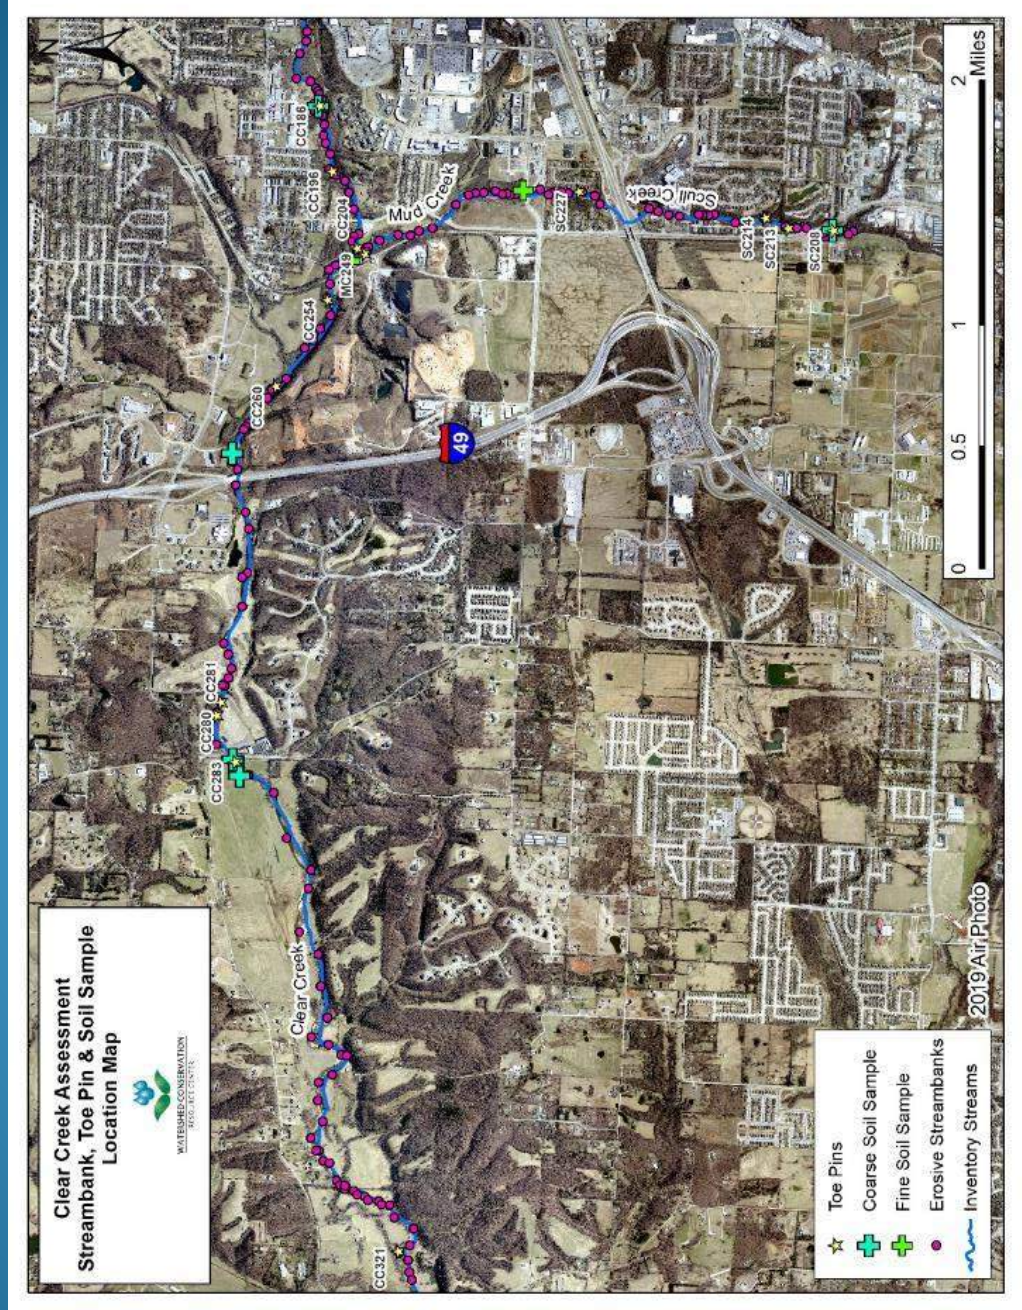 Clear Creek Assessment
Streambank, Toe Pin & Soil Sample
Location Map
WATERSHED CONSERVATION
RESOURCE CENTER
N
CC321
Clear Creek
CC283
CC280
CC281
CC260
CC254
MC249
CC204
CC196
CC186
Mud Creek
49
SC227
Scull Creek
SC214
SC213
SC208
Toe Pins
Coarse Soil Sample
Fine Soil Sample
Erosive Streambanks
Inventory Streams
2019 Air Photo
0 0.5 1 2
Miles